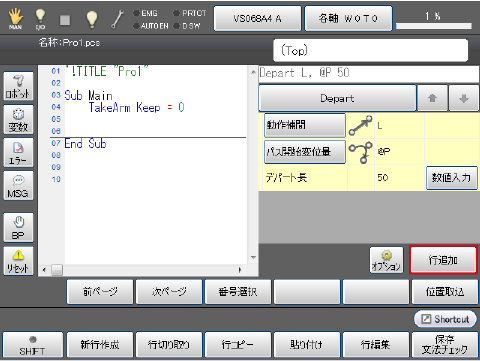 MAN
I/O
EMG
PRTCT
AUTOEN
DSW
VS068A4 A
各軸 W0T0
1 %
名称:Pro1.pcs
(Top)
01 '!TITLE "Pro1"
02
03 Sub Main
04 TakeArm Keep = 0
05
06
07 End Sub
08
09
10
Depart L, @P 50
Depart
動作補間 L
パス開始変位量 @P
デパート長 50 数値入力
ロボット
変数
エラー
MSG
BP
リセット
オプション
行追加
前ページ
次ページ
番号選択
位置取込
Shortcut
SHIFT
新行作成
行切り取り
行コピー
貼り付け
行編集
保存
文法チェック